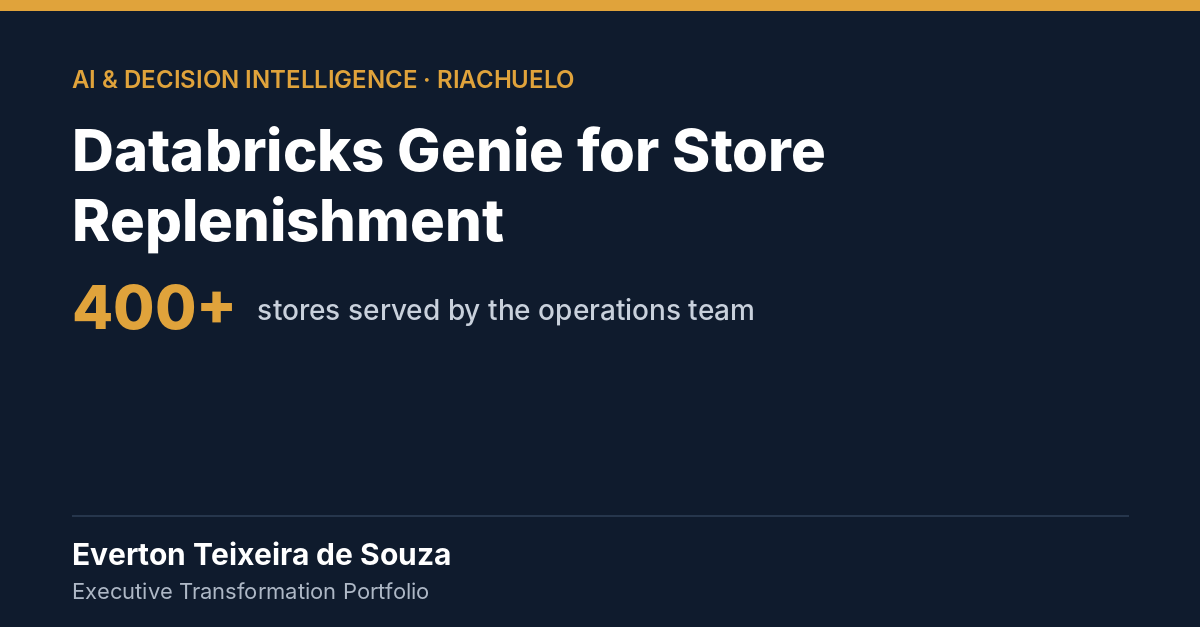 AI & DECISION INTELLIGENCE · RIACHUELO
Databricks Genie for Store
Replenishment
400+ stores served by the operations team
Everton Teixeira de Souza
Executive Transformation Portfolio